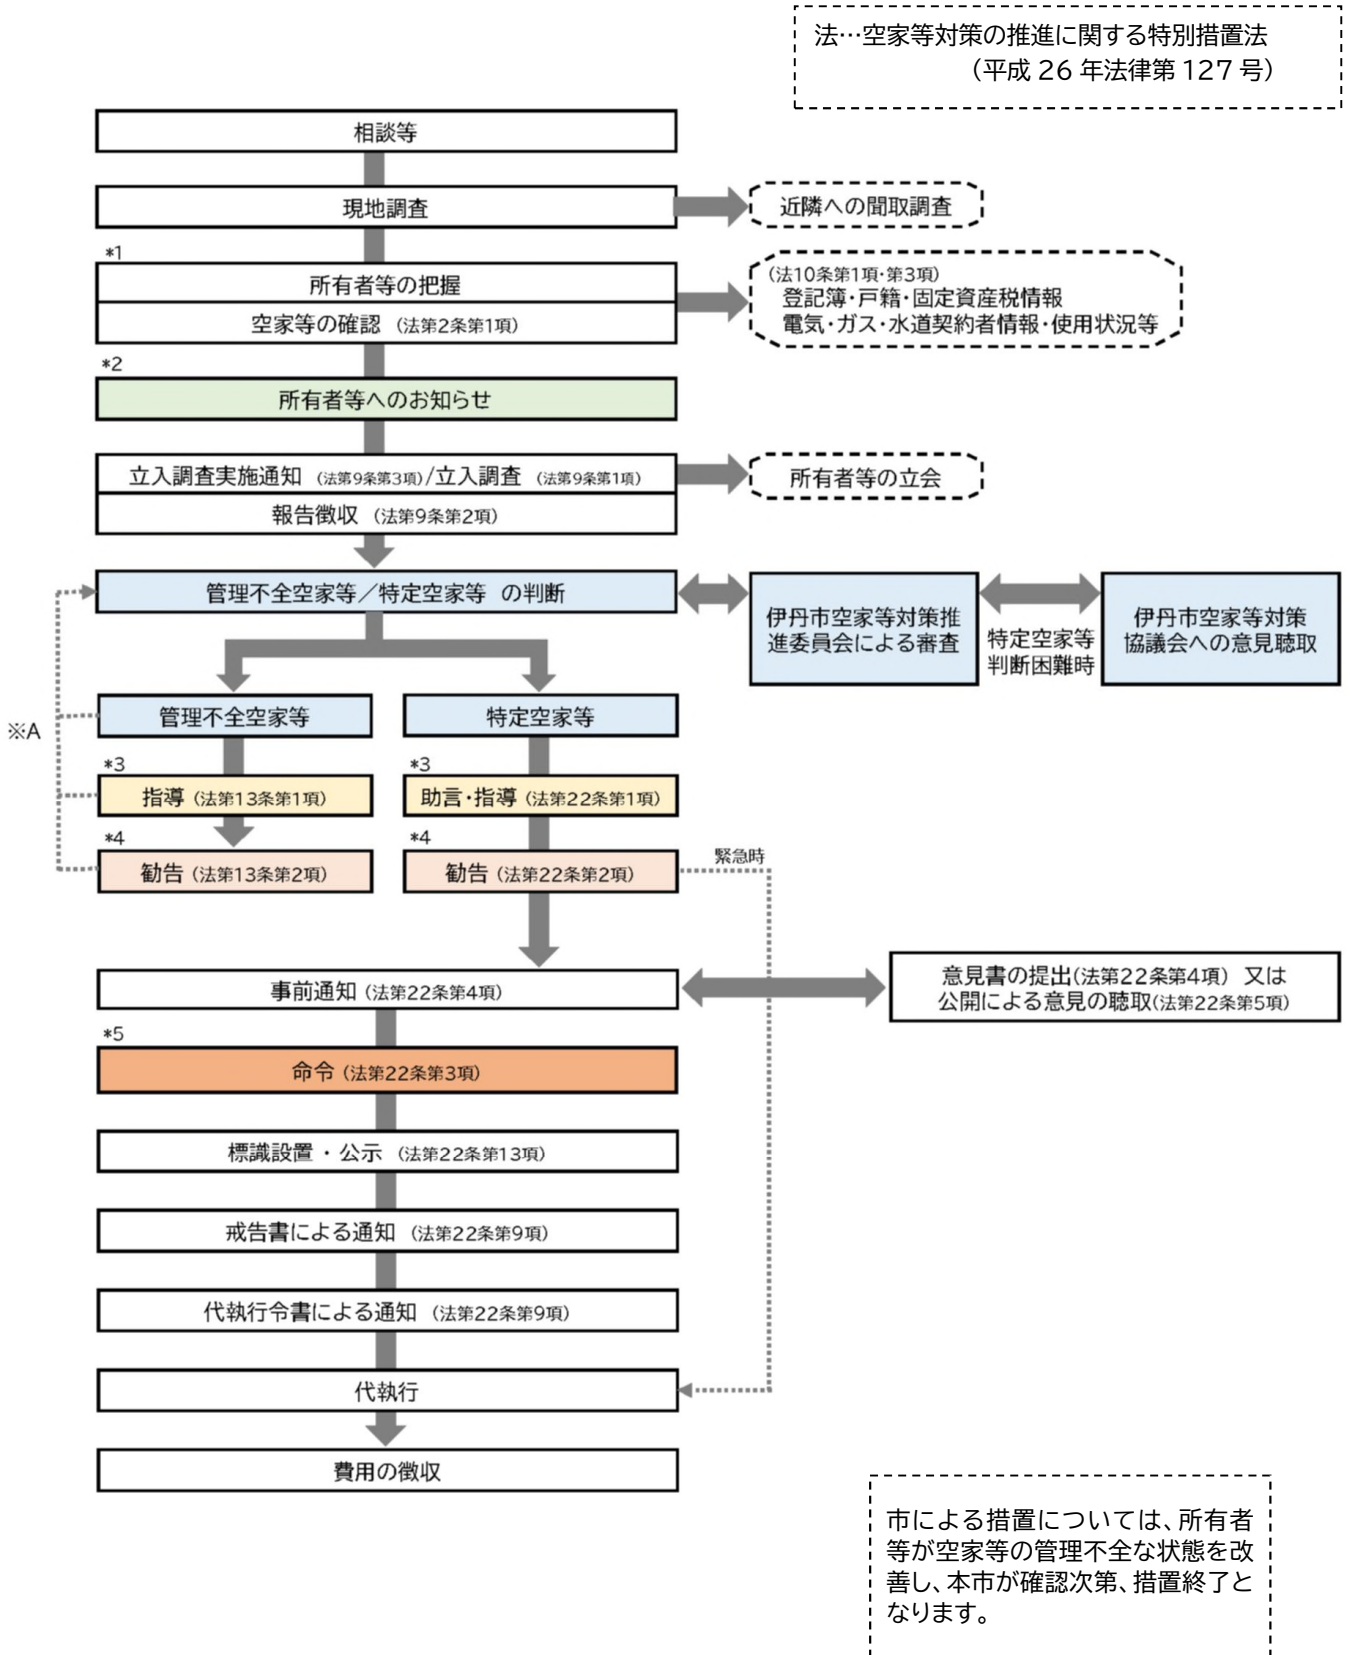 法…空家等対策の推進に関する特別措置法
（平成 26 年法律第 127 号）
相談等
現地調査
近隣への聞取調査
*1
所有者等の把握
空家等の確認 （法第2条第1項）
（法10条第1項・第3項）
登記簿・戸籍・固定資産税情報
電気・ガス・水道契約者情報・使用状況等
*2
所有者等へのお知らせ
立入調査実施通知 （法第9条第3項）/立入調査 （法第9条第1項）
報告徴収 （法第9条第2項）
所有者等の立会
管理不全空家等／特定空家等 の判断
伊丹市空家等対策推
進委員会による審査
特定空家等
判断困難時
伊丹市空家等対策
協議会への意見聴取
※A
管理不全空家等
特定空家等
*3
指導（法第13条第1項）
*3
助言・指導（法第22条第1項）
*4
勧告（法第13条第2項）
*4
勧告（法第22条第2項）
緊急時
事前通知（法第22条第4項）
意見書の提出(法第22条第4項) 又は
公開による意見の聴取(法第22条第5項)
*5
命令（法第22条第3項）
標識設置 ・ 公示 （法第22条第13項）
戒告書による通知 （法第22条第9項）
代執行令書による通知 （法第22条第9項）
代執行
費用の徴収
市による措置については、所有者
等が空家等の管理不全な状態を改
善し、本市が確認次第、措置終了と
なります。